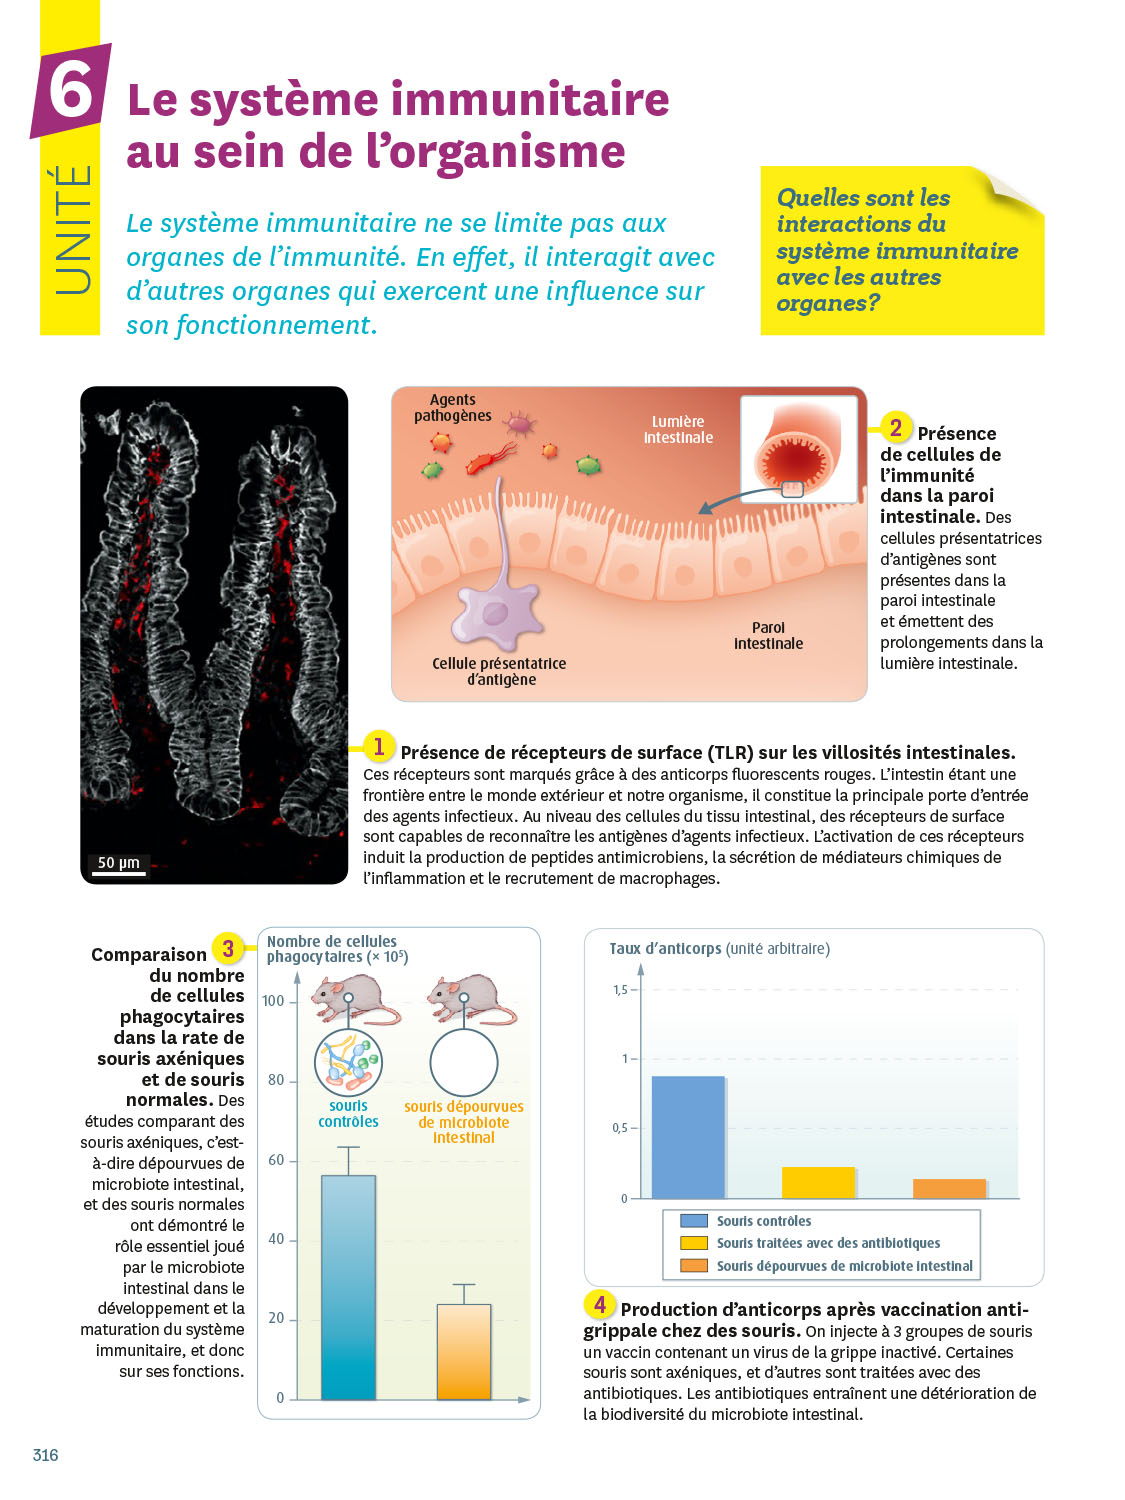 6
UNITÉ
Le système immunitaire
au sein de l'organisme
Le système immunitaire ne se limite pas aux
organes de l'immunité. En effet, il interagit avec
d'autres organes qui exercent une influence sur
son fonctionnement.
Quelles sont les
interactions du
système immunitaire
avec les autres
organes?
50 µm
Agents
pathogènes
Lumière
intestinale
Paroi
intestinale
Cellule présentatrice
d'antigène
2 Présence
de cellules de
l'immunité
dans la paroi
intestinale. Des
cellules présentatrices
d'antigènes sont
présentes dans la
paroi intestinale
et émettent des
prolongements dans la
lumière intestinale.
1 Présence de récepteurs de surface (TLR) sur les villosités intestinales.
Ces récepteurs sont marqués grâce à des anticorps fluorescents rouges. L'intestin étant une
frontière entre le monde extérieur et notre organisme, il constitue la principale porte d'entrée
des agents infectieux. Au niveau des cellules du tissu intestinal, des récepteurs de surface
sont capables de reconnaître les antigènes d'agents infectieux. L'activation de ces récepteurs
induit la production de peptides antimicrobiens, la sécrétion de médiateurs chimiques de
l'inflammation et le recrutement de macrophages.
Comparaison 3
du nombre
de cellules
phagocytaires
dans la rate de
souris axéniques
et de souris
normales. Des
études comparant des
souris axéniques, c'est-
à-dire dépourvues de
microbiote intestinal,
et des souris normales
ont démontré le
rôle essentiel joué
par le microbiote
intestinal dans le
développement et la
maturation du système
immunitaire, et donc
sur ses fonctions.
Nombre de cellules
phagocytaires (× 10⁵)
100
80
60
40
20
0
souris
contrôles
souris dépourvues
de microbiote
intestinal
Taux d'anticorps (unité arbitraire)
1,5
1
0,5
0
Souris contrôles
Souris traitées avec des antibiotiques
Souris dépourvues de microbiote intestinal
4 Production d'anticorps après vaccination anti-
grippale chez des souris. On injecte à 3 groupes de souris
un vaccin contenant un virus de la grippe inactivé. Certaines
souris sont axéniques, et d'autres sont traitées avec des
antibiotiques. Les antibiotiques entraînent une détérioration de
la biodiversité du microbiote intestinal.
316